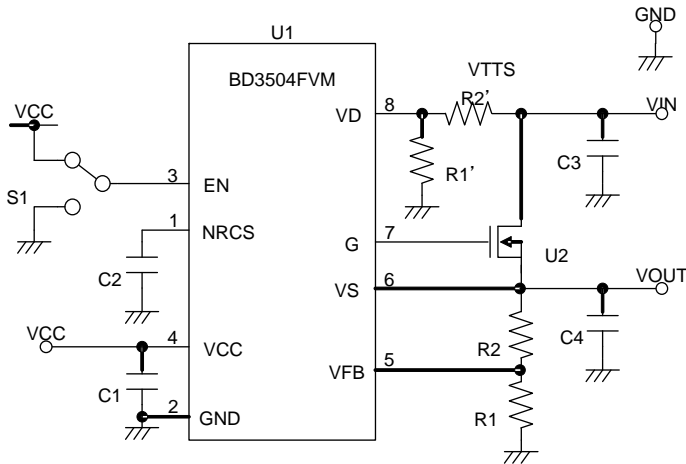 GND
U1
BD3504FVM
VTTS
VCC
VD
8
R2'
VIN
R1'
C3
S1
3
EN
1
NRCS
G
7
U2
C2
VS
6
VOUT
VCC
4
VCC
R2
C4
VFB
5
C1
2
GND
R1